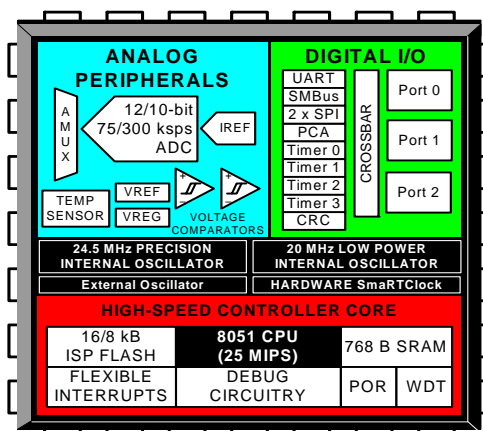 ANALOG
PERIPHERALS
A
M
U
X
12/10-bit
75/300 ksps
ADC
IREF
TEMP
SENSOR
VREF
VREG
+
-
+
-
VOLTAGE
COMPARATORS
DIGITAL I/O
UART
SMBus
2 x SPI
PCA
Timer 0
Timer 1
Timer 2
Timer 3
CRC
CROSSBAR
Port 0
Port 1
Port 2
24.5 MHz PRECISION
INTERNAL OSCILLATOR
20 MHz LOW POWER
INTERNAL OSCILLATOR
External Oscillator
HARDWARE SmaRTClock
HIGH-SPEED CONTROLLER CORE
16/8 kB
ISP FLASH
8051 CPU
(25 MIPS)
768 B SRAM
FLEXIBLE
INTERRUPTS
DEBUG
CIRCUITRY
POR
WDT